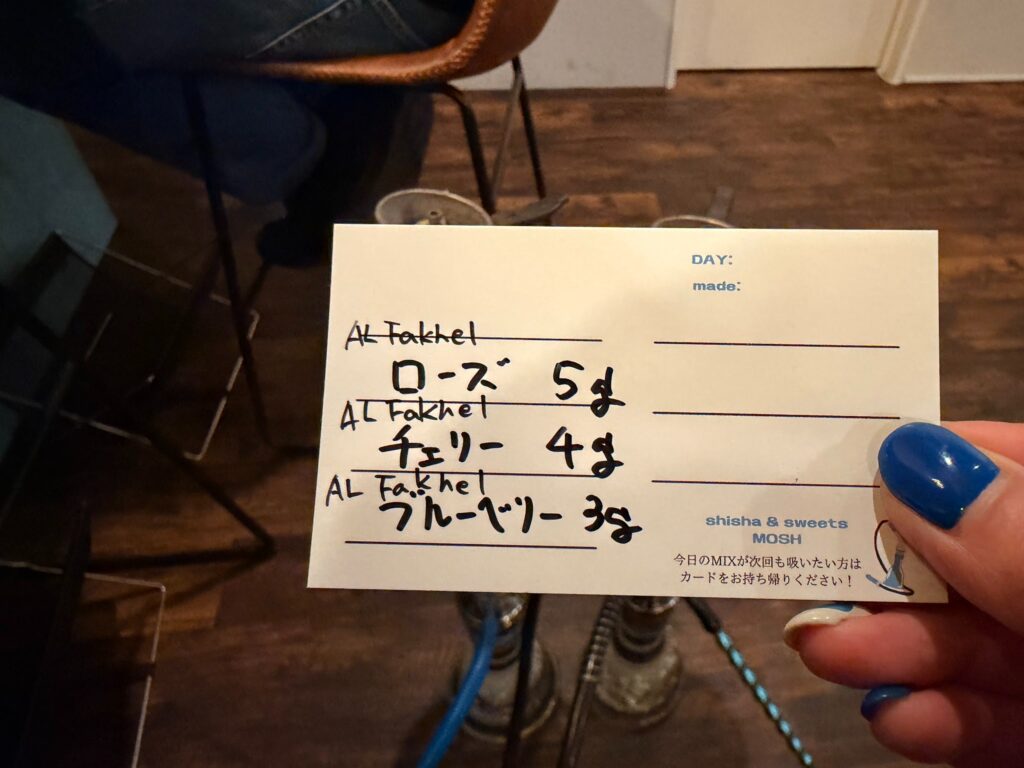 AL Fakhel
ローズ 5g
AL Fakhel
チェリー 4g
AL Fakhel
ブルーベリー 3g
DAY:
made:
shisha & sweets
MOSH
今日のMIXが次回も吸いたい方は
カードをお持ち帰りください！